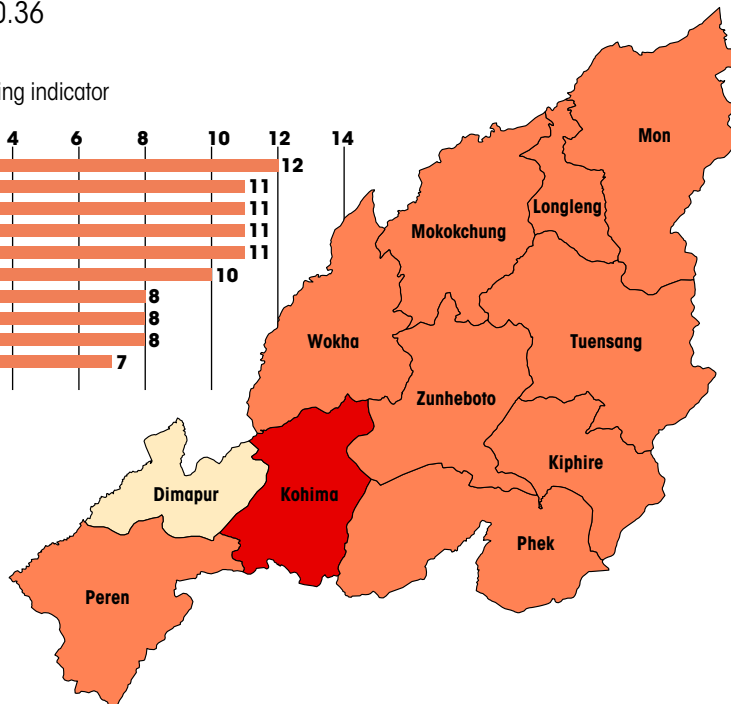 0.36
ing indicator
4 6 8 10 12 14
12
11
11
11
11
10
8
8
8
7
Mon
Longleng
Mokokchung
Wokha
Tuensang
Zunheboto
Kiphire
Dimapur
Kohima
Phek
Peren